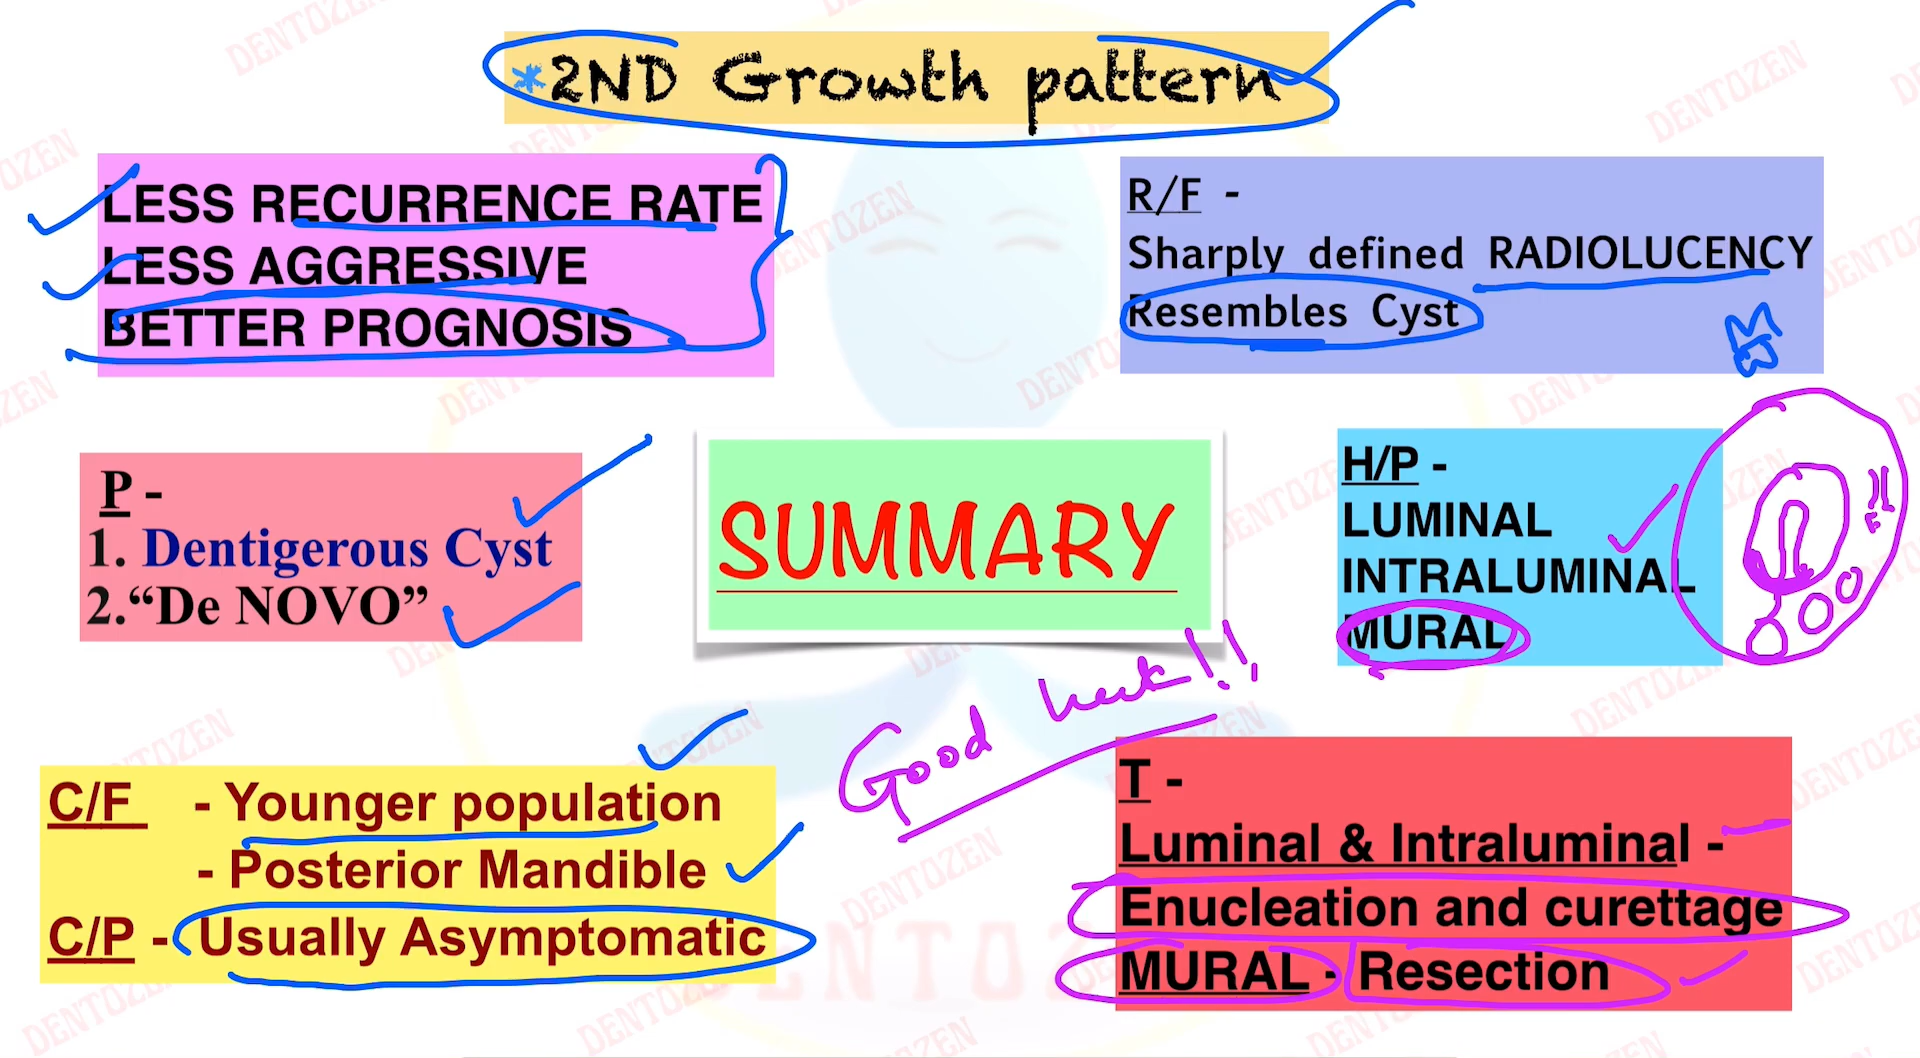 *2ND Growth pattern
LESS RECURRENCE RATE
LESS AGGRESSIVE
BETTER PROGNOSIS
R/F -
Sharply defined RADIOLUCENCY
Resembles Cyst
P -
1. Dentigerous Cyst
2.“De NOVO”
SUMMARY
H/P -
LUMINAL
INTRALUMINAL
MURAL
Good luck!!
C/F - Younger population
- Posterior Mandible
C/P - Usually Asymptomatic
T -
Luminal & Intraluminal -
Enucleation and curettage
MURAL - Resection
DENTOZEN